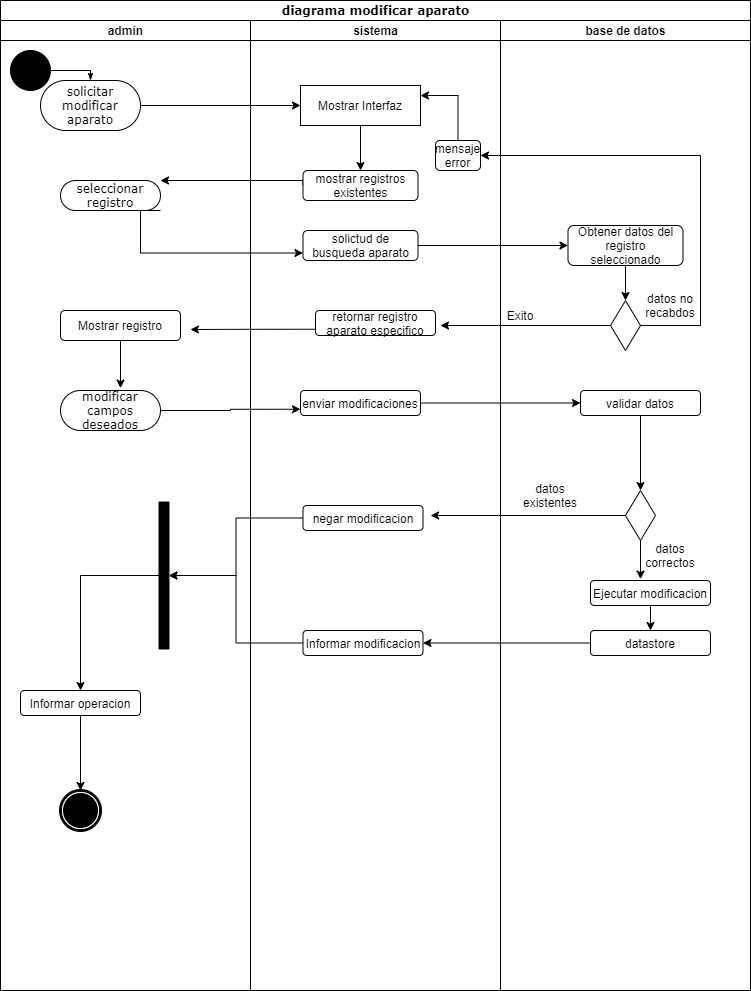 diagrama modificar aparato
admin
sistema
base de datos
solicitar
modificar
aparato
Mostrar Interfaz
mensaje
error
mostrar registros
existentes
seleccionar
registro
solictud de
busqueda aparato
Obtener datos del
registro
seleccionado
datos no
recabdos
Exito
retornar registro
aparato especifico
Mostrar registro
modificar
campos
deseados
enviar modificaciones
validar datos
datos
existentes
negar modificacion
datos
correctos
Ejecutar modificacion
Informar modificacion
datastore
Informar operacion